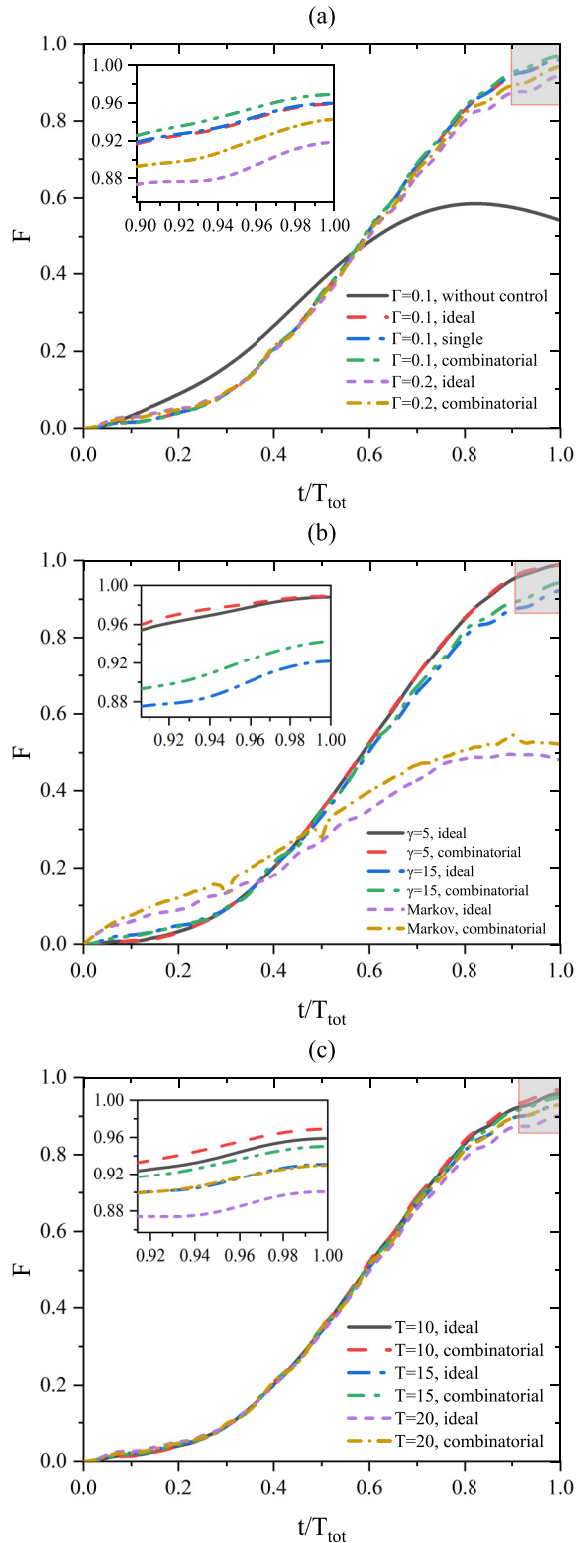 (a)
1.0
0.8
0.6
0.4
0.2
0.0
F
1.00
0.96
0.92
0.88
0.90 0.92 0.94 0.96 0.98 1.00
Γ=0.1, without control
Γ=0.1, ideal
Γ=0.1, single
Γ=0.1, combinatorial
Γ=0.2, ideal
Γ=0.2, combinatorial
0.0 0.2 0.4 0.6 0.8 1.0
t/Ttot
(b)
1.0
0.8
0.6
0.4
0.2
0.0
F
1.00
0.96
0.92
0.88
0.92 0.94 0.96 0.98 1.00
γ=5, ideal
γ=5, combinatorial
γ=15, ideal
γ=15, combinatorial
Markov, ideal
Markov, combinatorial
0.0 0.2 0.4 0.6 0.8 1.0
t/Ttot
(c)
1.0
0.8
0.6
0.4
0.2
0.0
F
1.00
0.96
0.92
0.88
0.92 0.94 0.96 0.98 1.00
T=10, ideal
T=10, combinatorial
T=15, ideal
T=15, combinatorial
T=20, ideal
T=20, combinatorial
0.0 0.2 0.4 0.6 0.8 1.0
t/Ttot